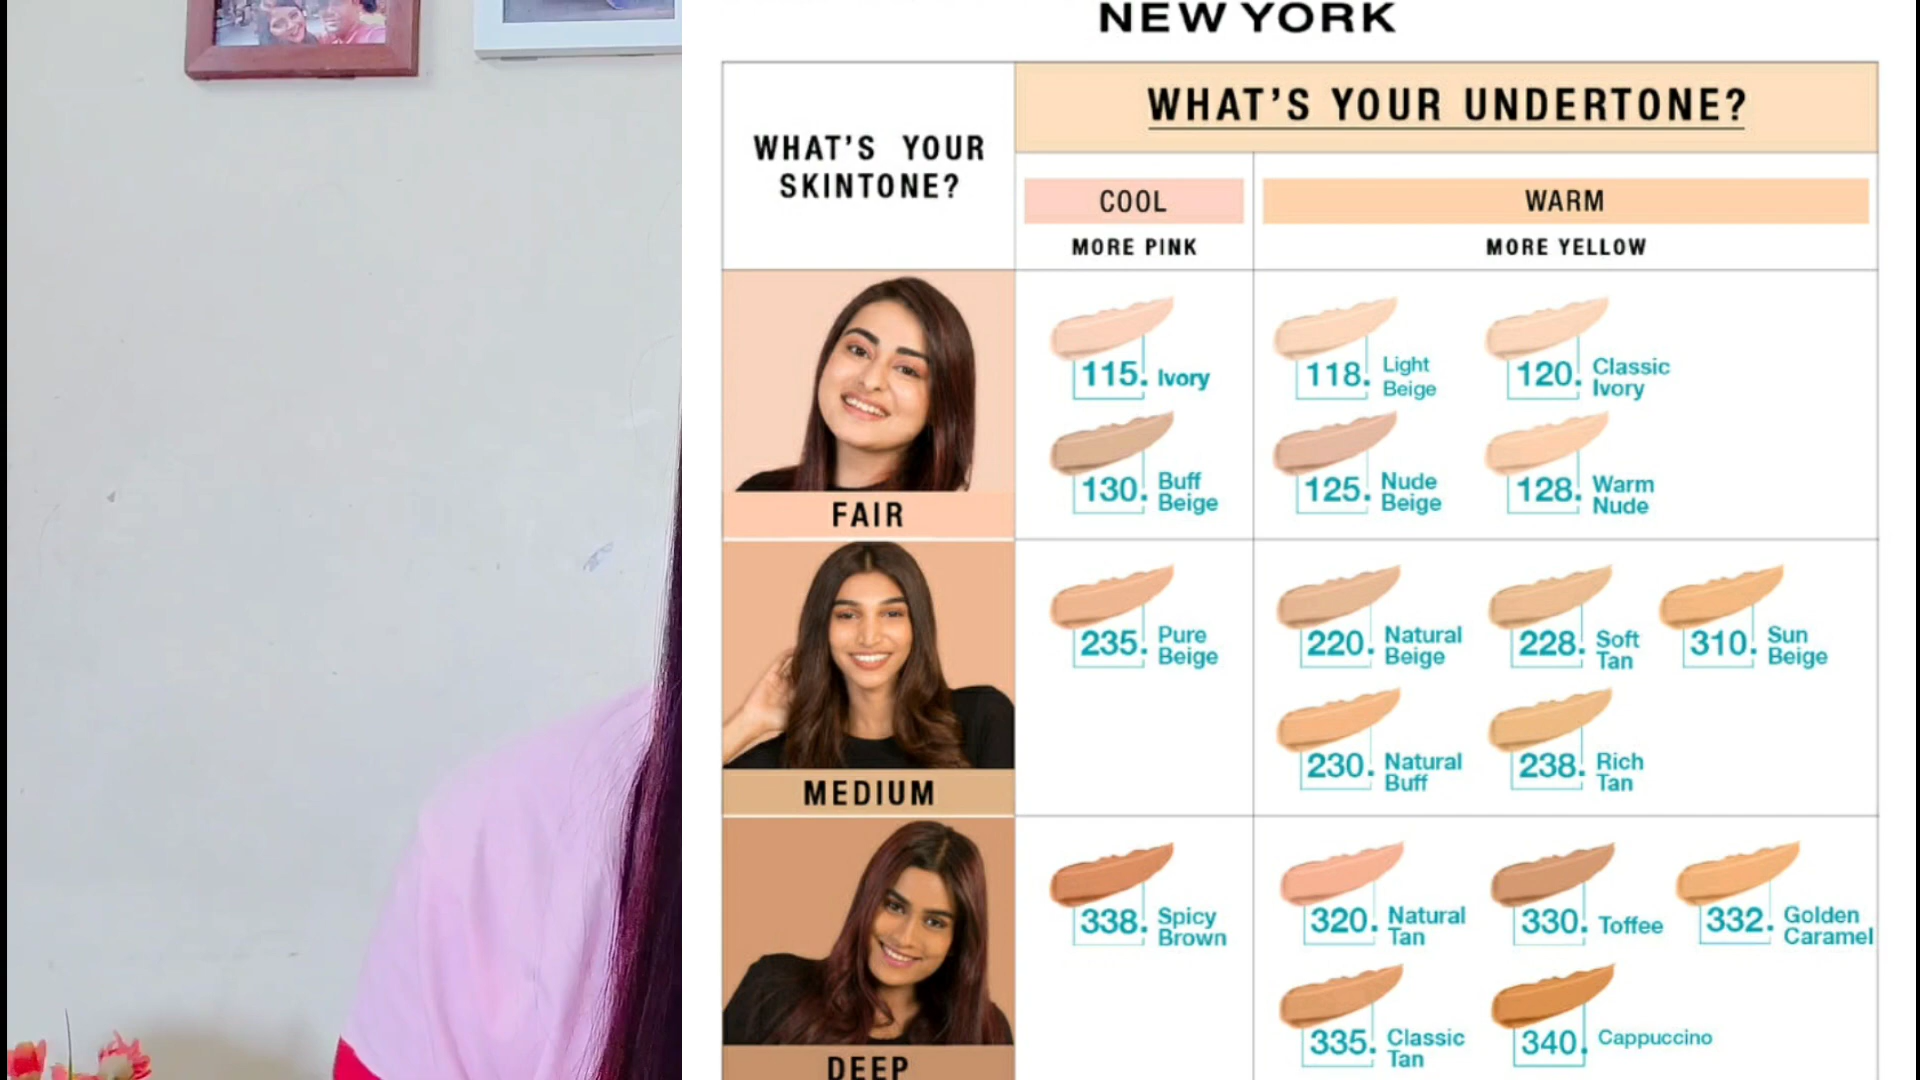 NEW YORK
WHAT'S YOUR
SKINTONE?
WHAT'S YOUR UNDERTONE?
COOL
WARM
MORE PINK
MORE YELLOW
FAIR
115. Ivory
118. Light
Beige
120. Classic
Ivory
130. Buff
Beige
125. Nude
Beige
128. Warm
Nude
MEDIUM
235. Pure
Beige
220. Natural
Beige
228. Soft
Tan
310. Sun
Beige
230. Natural
Buff
238. Rich
Tan
DEEP
338. Spicy
Brown
320. Natural
Tan
330. Toffee
332. Golden
Caramel
335. Classic
Tan
340. Cappuccino